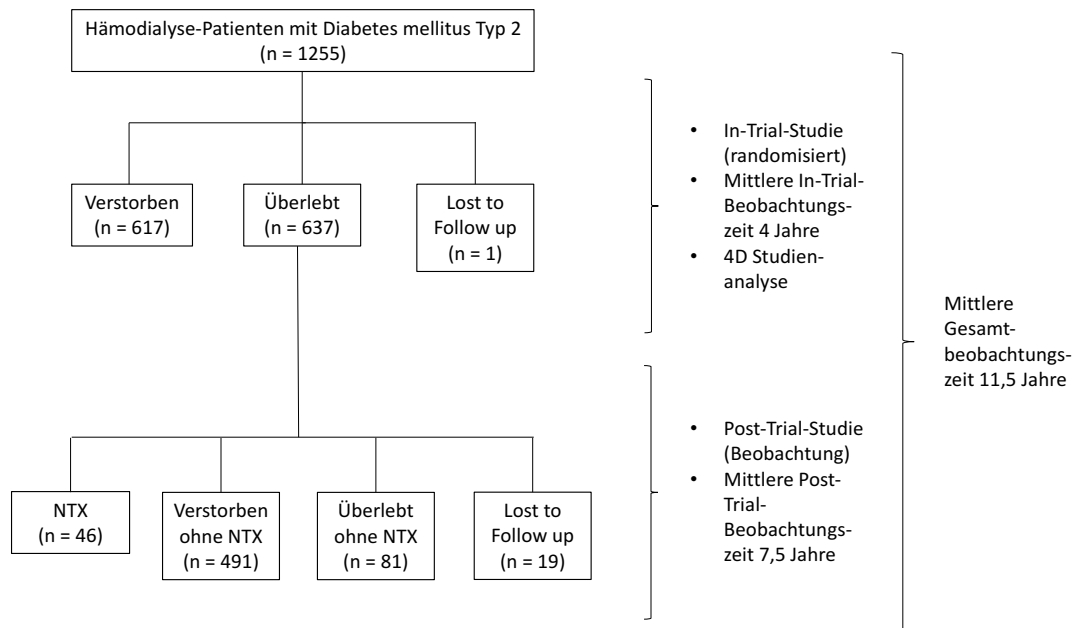 Hämodialyse-Patienten mit Diabetes mellitus Typ 2
(n = 1255)
Verstorben
(n = 617)
Überlebt
(n = 637)
Lost to
Follow up
(n = 1)
• In-Trial-Studie
(randomisiert)
• Mittlere In-Trial-
Beobachtungs-
zeit 4 Jahre
• 4D Studien-
analyse
NTX
(n = 46)
Verstorben
ohne NTX
(n = 491)
Überlebt
ohne NTX
(n = 81)
Lost to
Follow up
(n = 19)
• Post-Trial-Studie
(Beobachtung)
• Mittlere Post-
Trial-
Beobachtungs-
zeit 7,5 Jahre
Mittlere
Gesamt-
beobachtungs-
zeit 11,5 Jahre